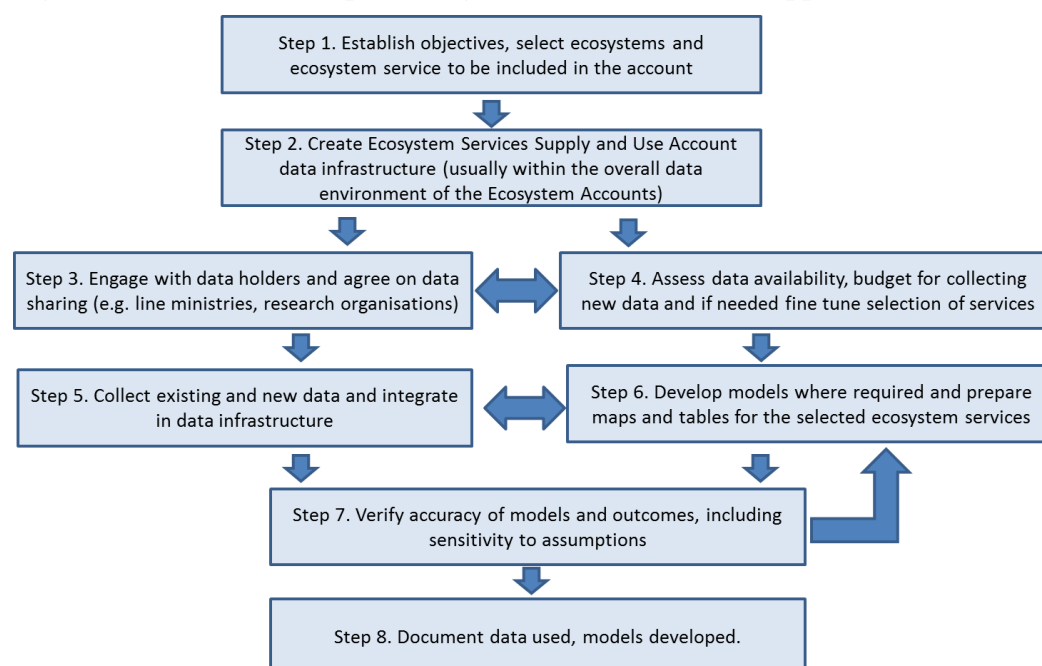 Step 1. Establish objectives, select ecosystems and
ecosystem service to be included in the account
Step 2. Create Ecosystem Services Supply and Use Account
data infrastructure (usually within the overall data
environment of the Ecosystem Accounts)
Step 3. Engage with data holders and agree on data
sharing (e.g. line ministries, research organisations)
Step 4. Assess data availability, budget for collecting
new data and if needed fine tune selection of services
Step 5. Collect existing and new data and integrate
in data infrastructure
Step 6. Develop models where required and prepare
maps and tables for the selected ecosystem services
Step 7. Verify accuracy of models and outcomes, including
sensitivity to assumptions
Step 8. Document data used, models developed.